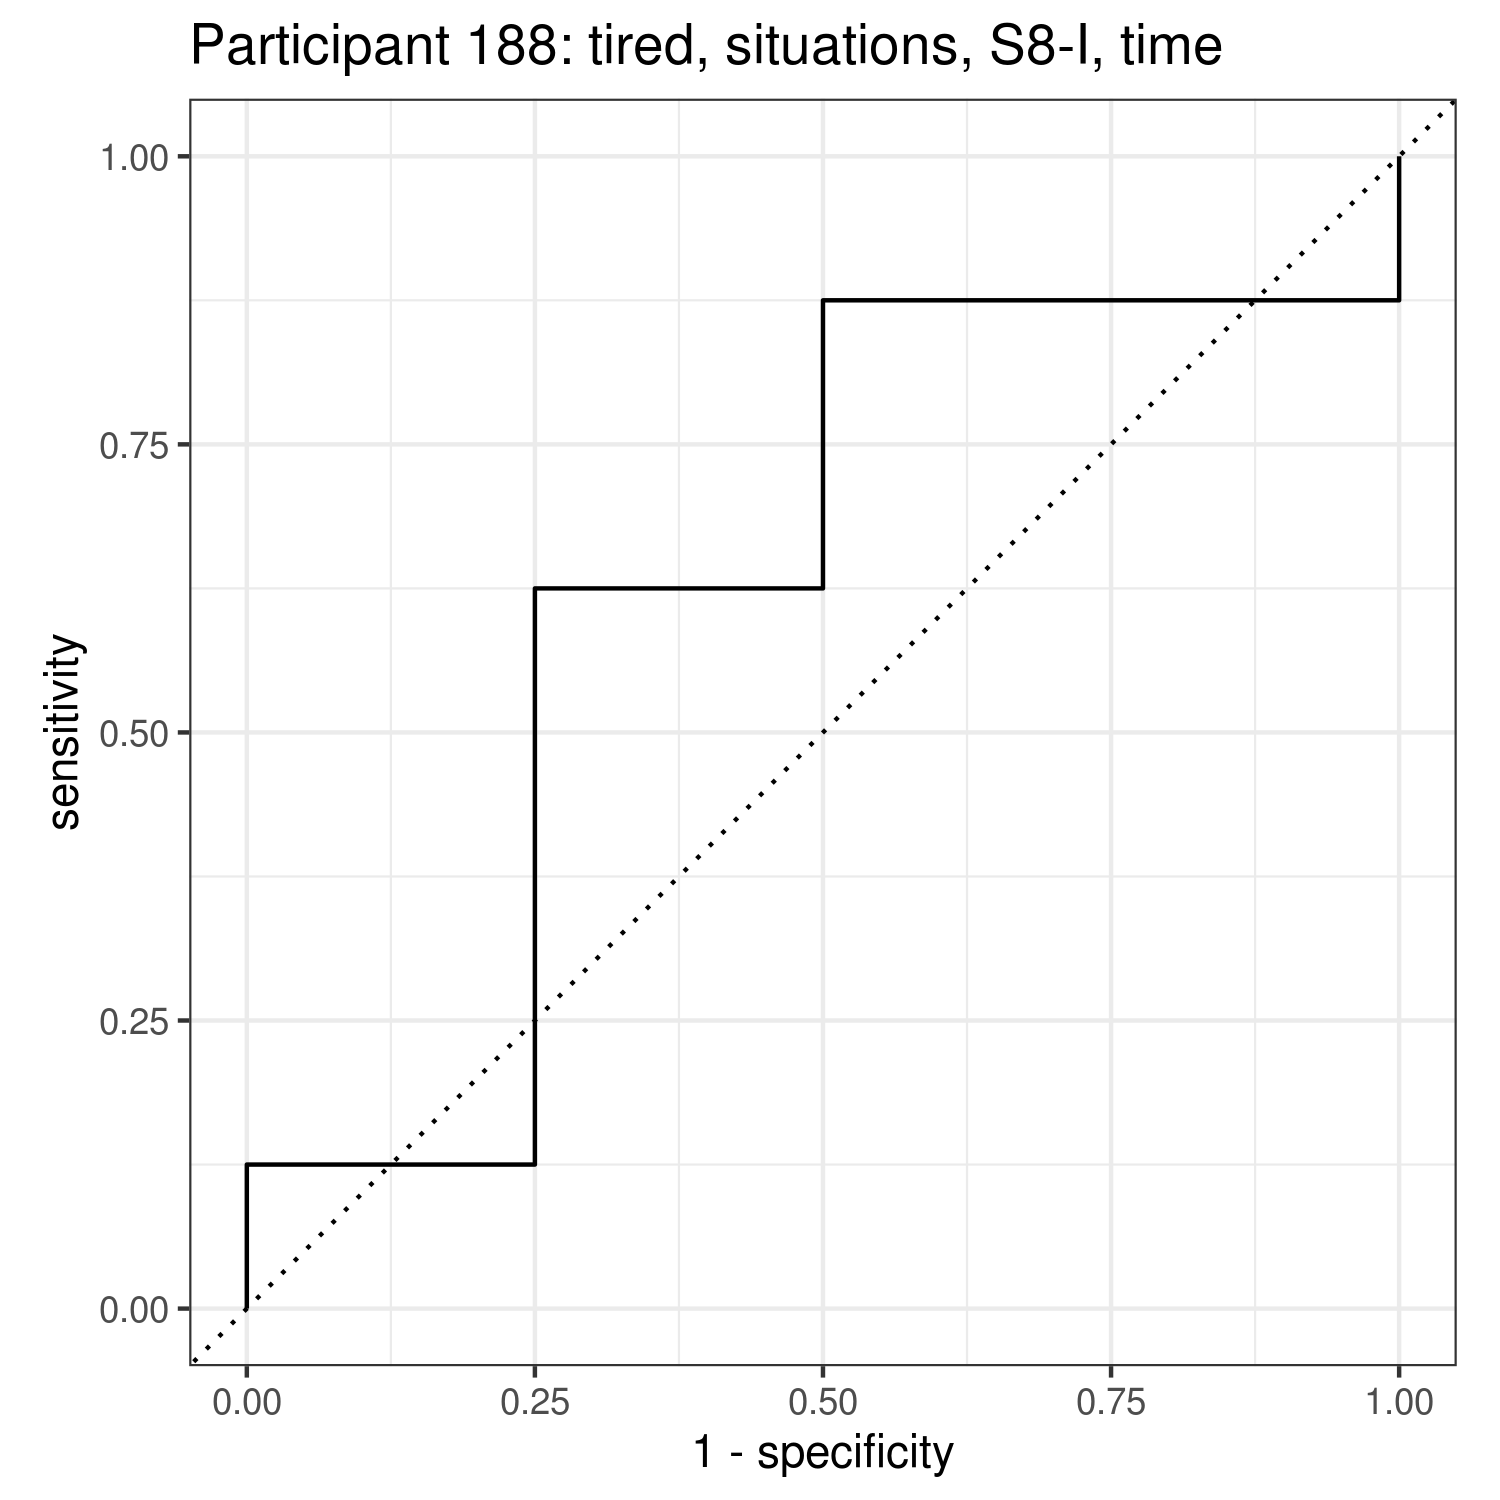 Participant 188: tired, situations, S8-I, time
1.00
0.75
0.50
0.25
0.00
sensitivity
0.00 0.25 0.50 0.75 1.00
1 - specificity